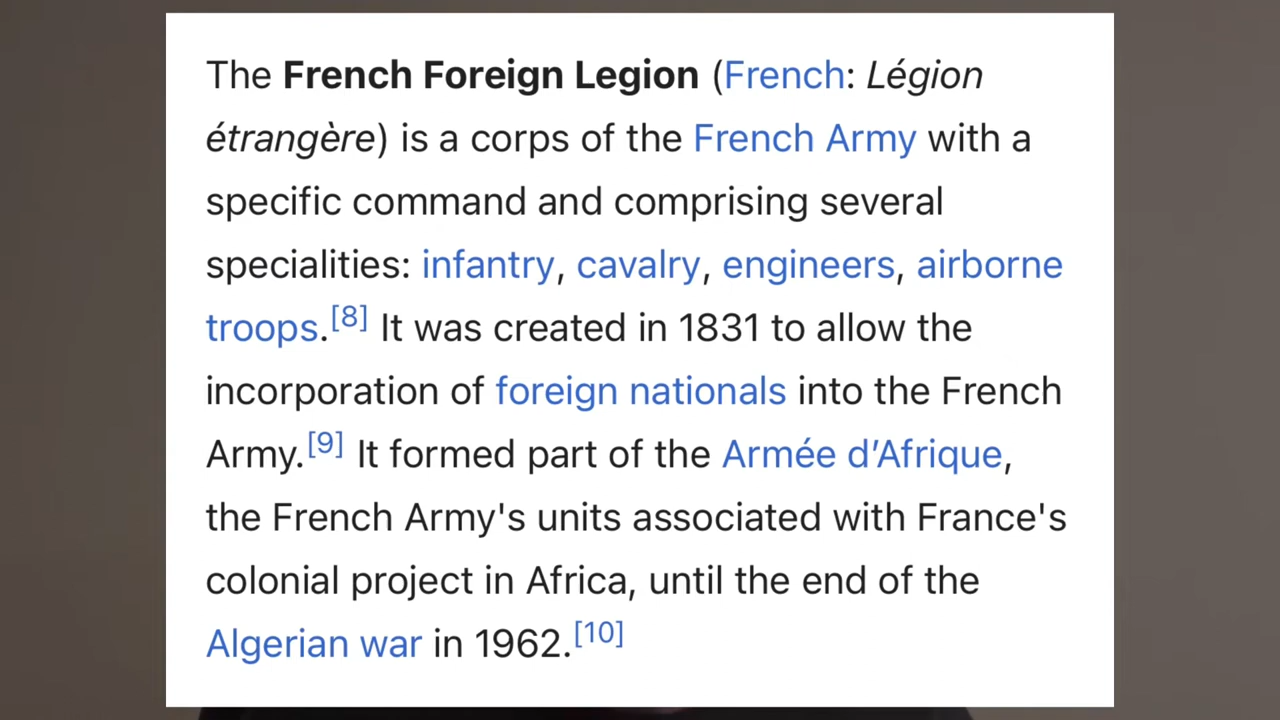 The French Foreign Legion (French: Légion
étrangère) is a corps of the French Army with a
specific command and comprising several
specialities: infantry, cavalry, engineers, airborne
troops.[8] It was created in 1831 to allow the
incorporation of foreign nationals into the French
Army.[9] It formed part of the Armée d’Afrique,
the French Army's units associated with France's
colonial project in Africa, until the end of the
Algerian war in 1962.[10]